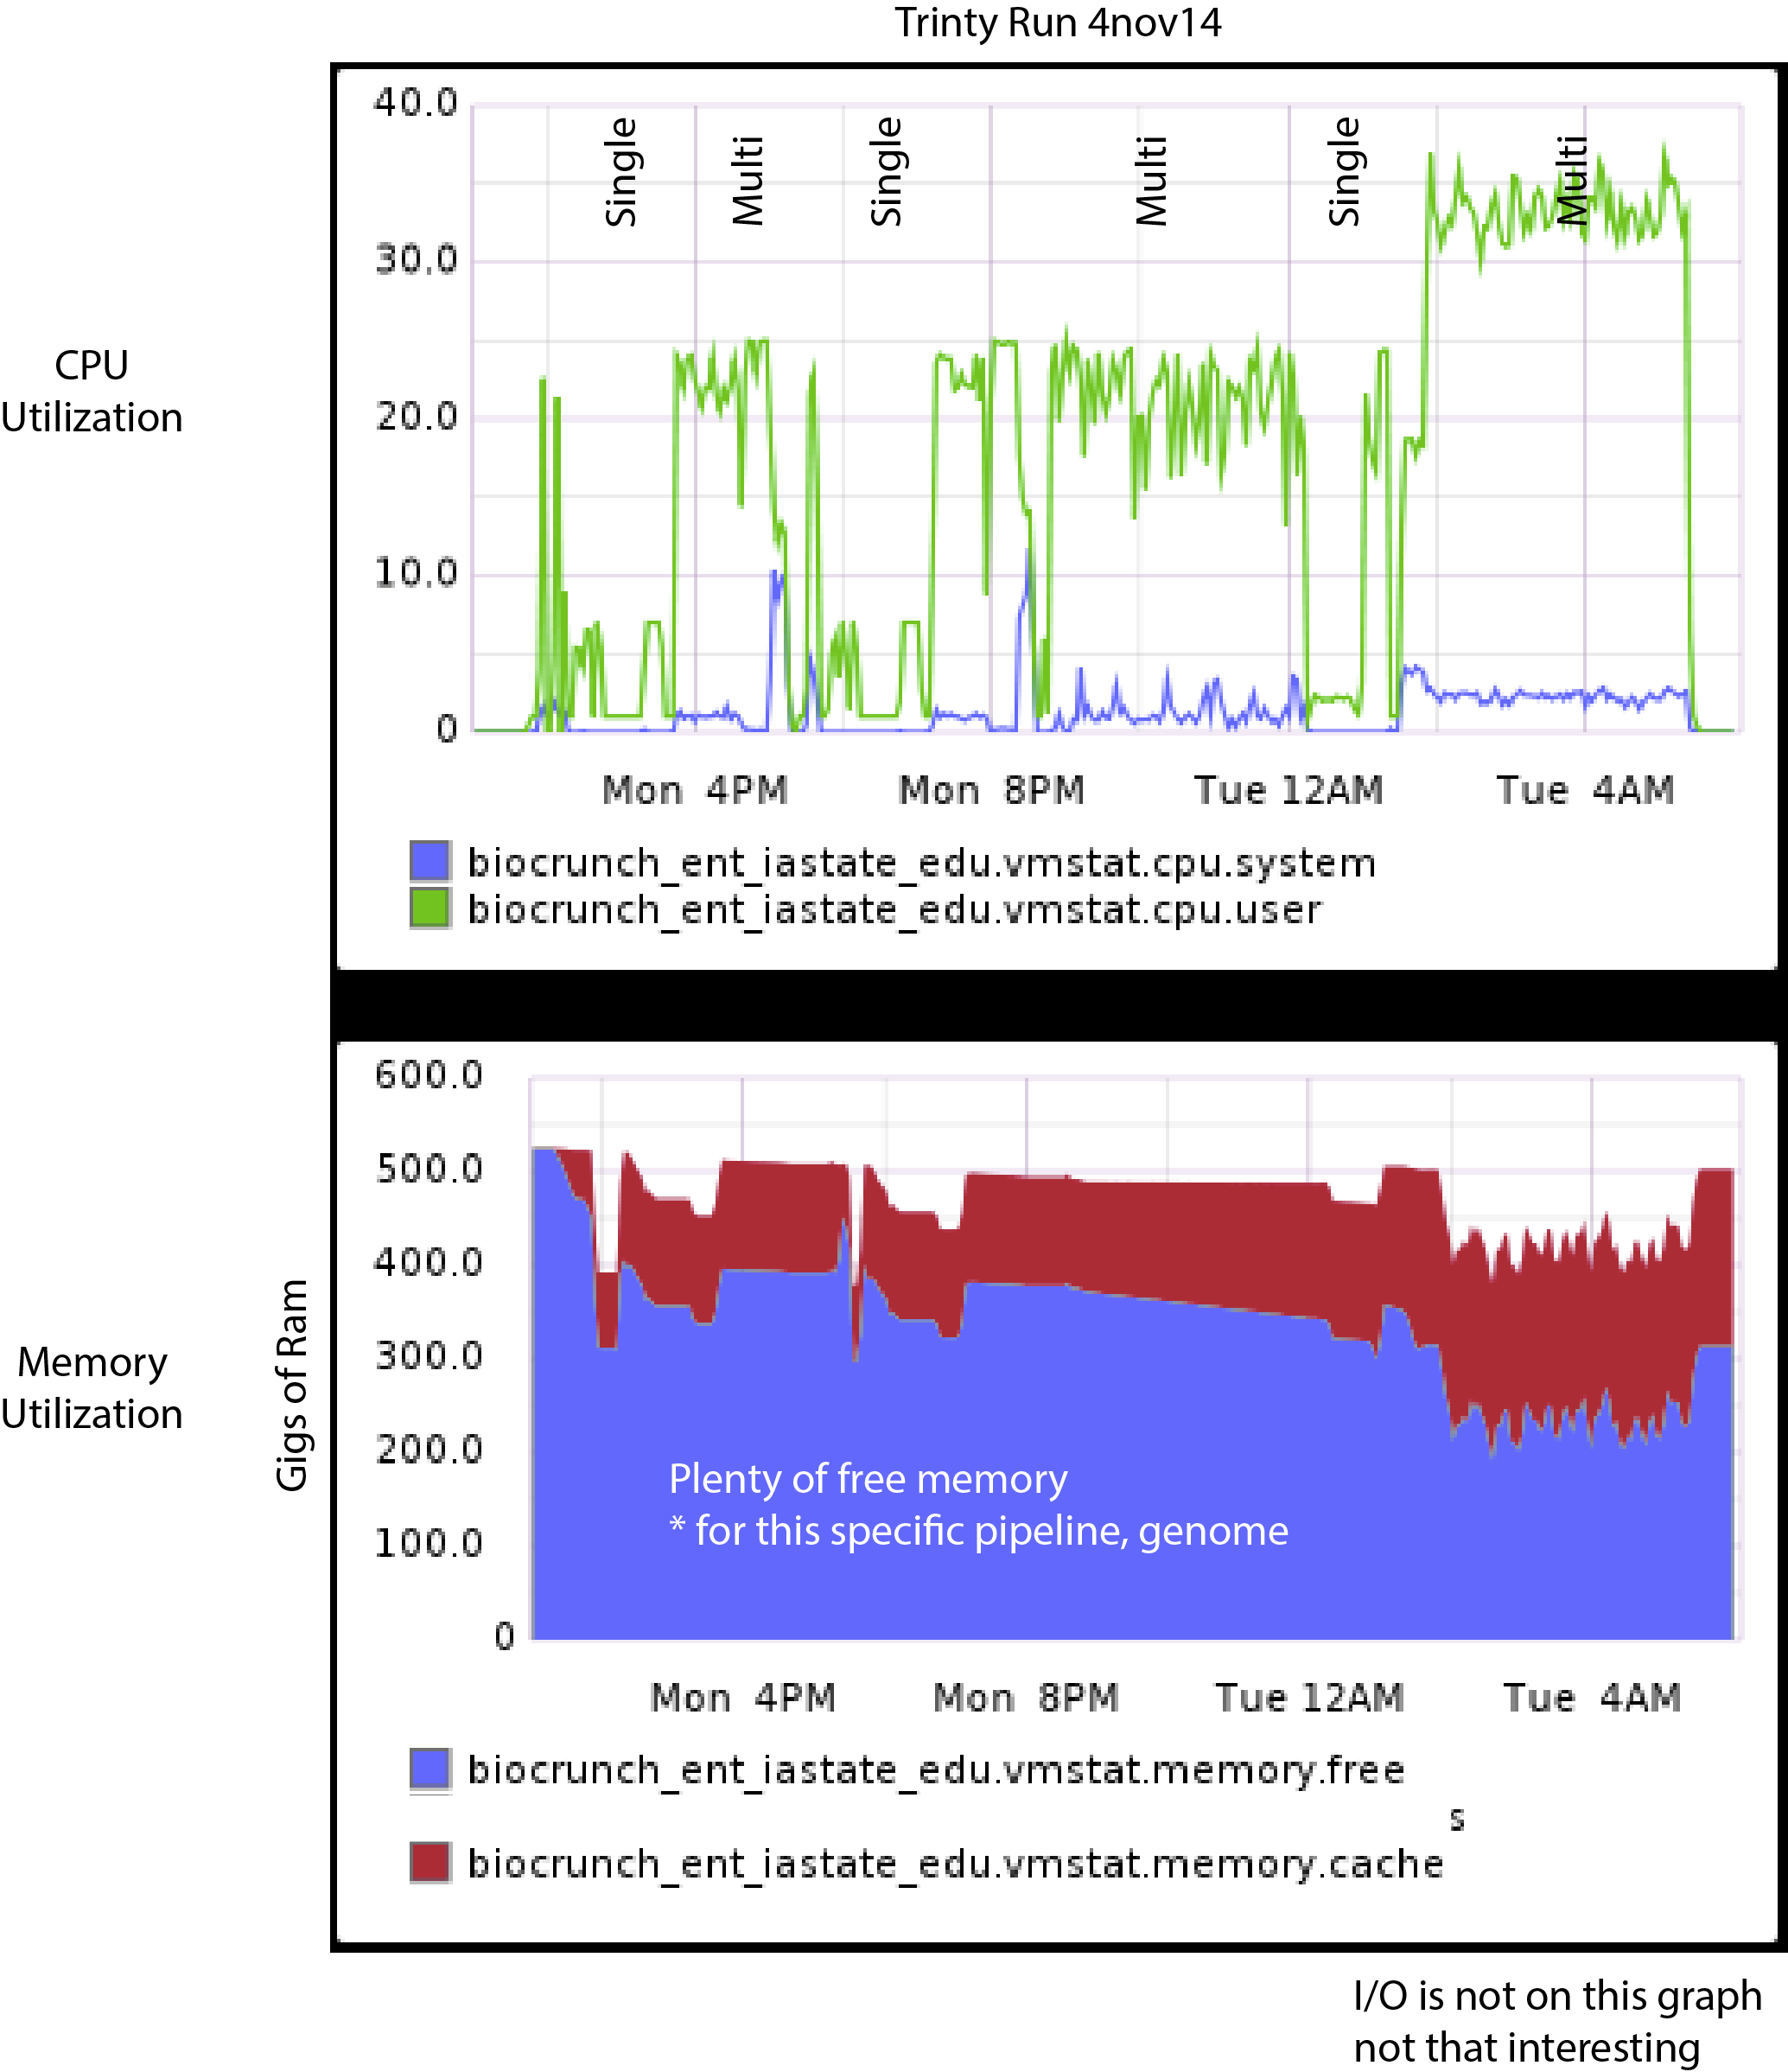 Trinty Run 4nov14
CPU
Utilization
40.0
30.0
20.0
10.0
0
Single
Multi
Single
Multi
Single
Multi
Mon 4PM
Mon 8PM
Tue 12AM
Tue 4AM
biocrunch_ent_iastate_edu.vmstat.cpu.system
biocrunch_ent_iastate_edu.vmstat.cpu.user
Memory
Utilization
Gigs of Ram
600.0
500.0
400.0
300.0
200.0
100.0
0
Plenty of free memory
* for this specific pipeline, genome
Mon 4PM
Mon 8PM
Tue 12AM
Tue 4AM
biocrunch_ent_iastate_edu.vmstat.memory.free
s
biocrunch_ent_iastate_edu.vmstat.memory.cache
I/O is not on this graph
not that interesting